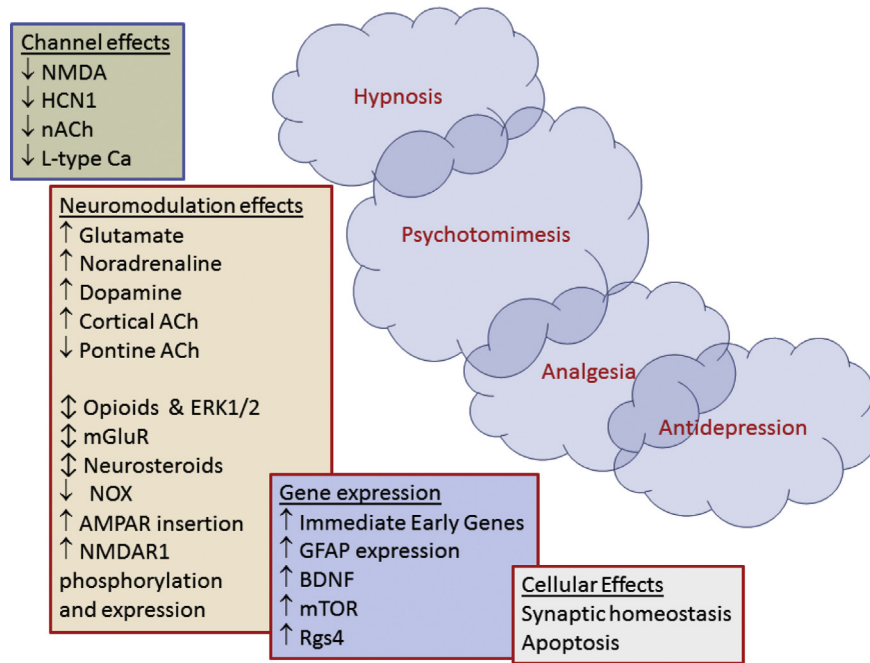 Channel effects
↓ NMDA
↓ HCN1
↓ nACh
↓ L-type Ca
Neuromodulation effects
↑ Glutamate
↑ Noradrenaline
↑ Dopamine
↑ Cortical ACh
↓ Pontine ACh
↕ Opioids & ERK1/2
↕ mGluR
↕ Neurosteroids
↓ NOX
↑ AMPAR insertion
↑ NMDAR1
phosphorylation
and expression
Gene expression
↑ Immediate Early Genes
↑ GFAP expression
↑ BDNF
↑ mTOR
↑ Rgs4
Cellular Effects
Synaptic homeostasis
Apoptosis
Hypnosis
Psychotomimesis
Analgesia
Antidepression